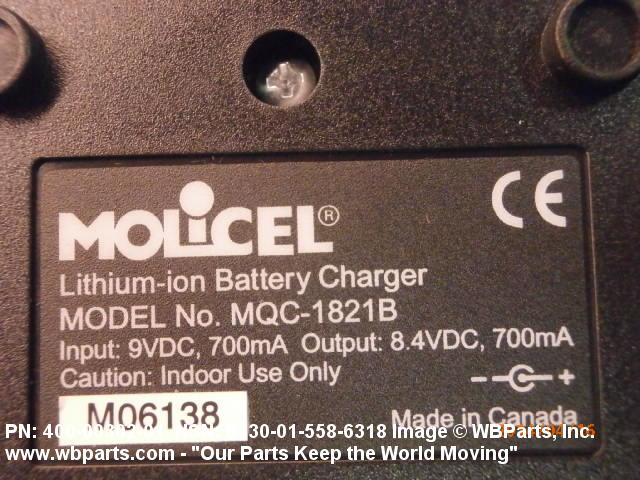 MOLiCEL®
CE
Lithium-ion Battery Charger
MODEL No. MQC-1821B
Input: 9VDC, 700mA Output: 8.4VDC, 700mA
Caution: Indoor Use Only
M06138
Made in Canada
PN: Image © WBParts, Inc.
www.wbparts.com - "Our Parts Keep the World Moving"